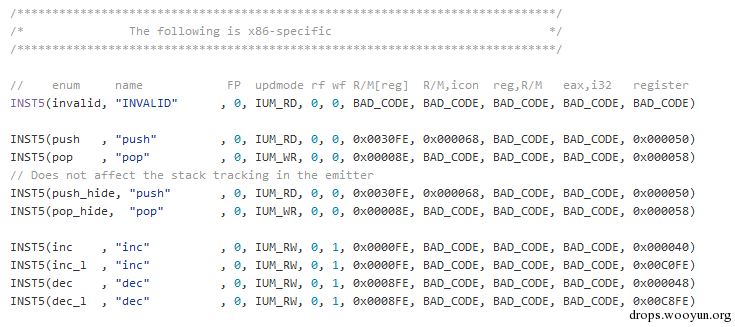 /*****************************************************************************/
/*               The following is x86-specific                               */
/*****************************************************************************/
//    enum     name            FP  updmode rf wf R/M[reg]  R/M,icon  reg,R/M   eax,i32   register
INST5(invalid, "INVALID"      , 0, IUM_RD, 0, 0, BAD_CODE, BAD_CODE, BAD_CODE, BAD_CODE, BAD_CODE)
INST5(push   , "push"         , 0, IUM_RD, 0, 0, 0x0030FE, 0x000068, BAD_CODE, BAD_CODE, 0x000050)
INST5(pop    , "pop"          , 0, IUM_WR, 0, 0, 0x00008E, BAD_CODE, BAD_CODE, BAD_CODE, 0x000058)
// Does not affect the stack tracking in the emitter
INST5(push_hide, "push"       , 0, IUM_RD, 0, 0, 0x0030FE, 0x000068, BAD_CODE, BAD_CODE, 0x000050)
INST5(pop_hide,  "pop"        , 0, IUM_WR, 0, 0, 0x00008E, BAD_CODE, BAD_CODE, BAD_CODE, 0x000058)
INST5(inc    , "inc"          , 0, IUM_RW, 0, 1, 0x0000FE, BAD_CODE, BAD_CODE, BAD_CODE, 0x000040)
INST5(inc_l  , "inc"          , 0, IUM_RW, 0, 1, 0x0000FE, BAD_CODE, BAD_CODE, BAD_CODE, 0x00C0FE)
INST5(dec    , "dec"          , 0, IUM_RW, 0, 1, 0x0008FE, BAD_CODE, BAD_CODE, BAD_CODE, 0x000048)
INST5(dec_l  , "dec"          , 0, IUM_RW, 0, 1, 0x0008FE, BAD_CODE, BAD_CODE, BAD_CODE, 0x00C8FE)
drops.wooyun.org